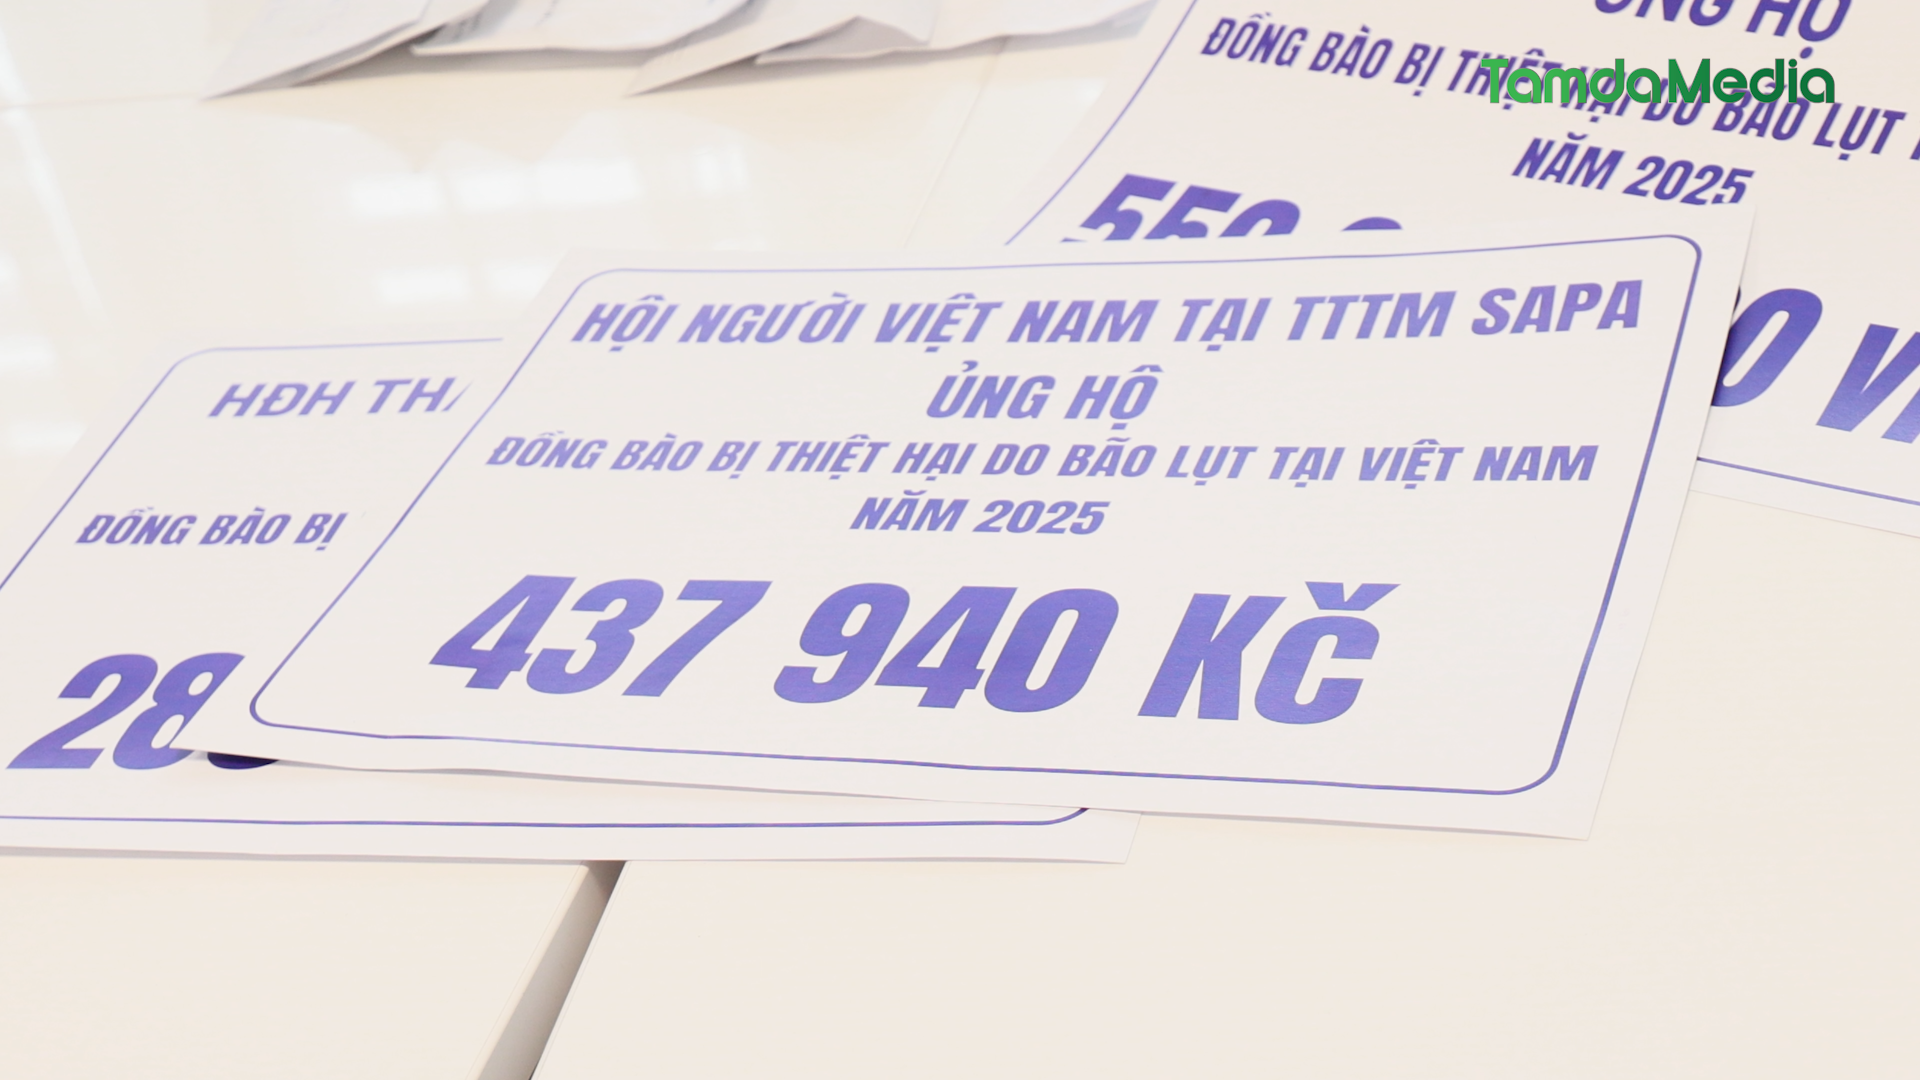 ỦNG HỘ
ĐỒNG BÀO BỊ THIỆT HẠI DO BÃO LỤT
NĂM 2025
TamdaMedia
HỘI NGƯỜI VIỆT NAM TẠI TTTM SAPA
ỦNG HỘ
ĐỒNG BÀO BỊ THIỆT HẠI DO BÃO LỤT TẠI VIỆT NAM
NĂM 2025
437 940 KČ
HĐH
ĐỒNG BÀO BỊ
28